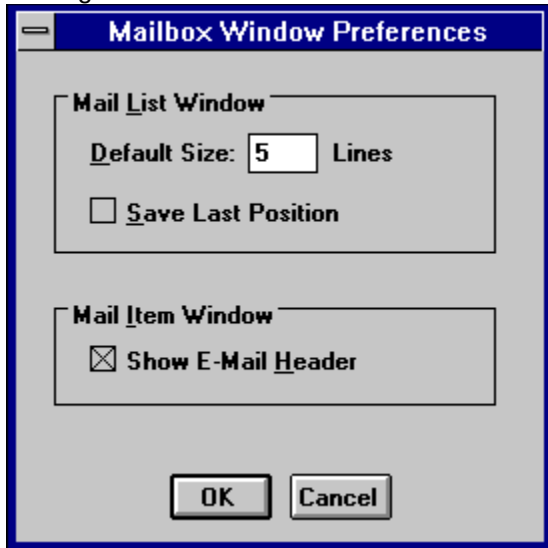 Mailbox Window Preferences
Mail List Window
Default Size: 5 Lines
Save Last Position
Mail Item Window
Show E-Mail Header
OK Cancel